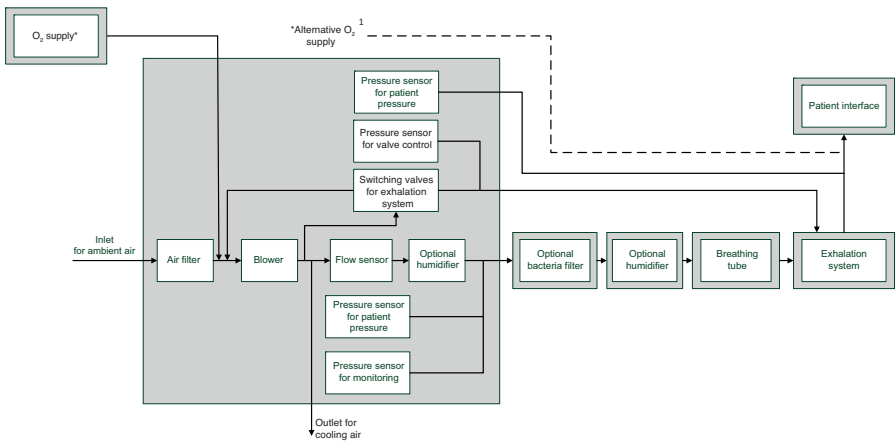 O₂ supply*
*Alternative O₂ ¹
supply
Pressure sensor
for patient
pressure
Patient interface
Pressure sensor
for valve control
Switching valves
for exhalation
system
Inlet
for ambient air
Air filter
Blower
Flow sensor
Optional
humidifier
Optional
bacteria filter
Optional
humidifier
Breathing
tube
Exhalation
system
Pressure sensor
for patient
pressure
Pressure sensor
for monitoring
Outlet for
cooling air